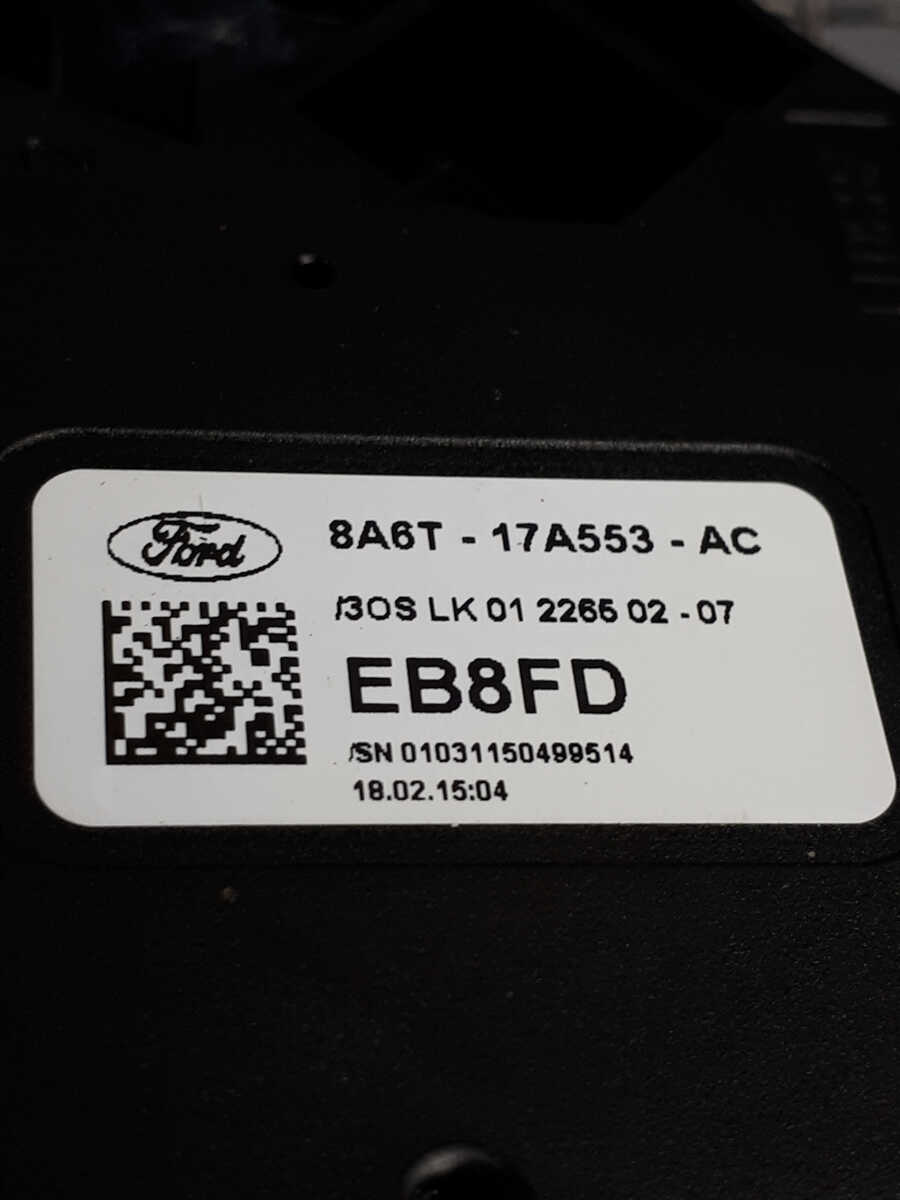 Ford
8A6T - 17A553 - AC
/3OS LK 01 2265 02 - 07
EB8FD
/SN 01031150499514
18.02.15:04